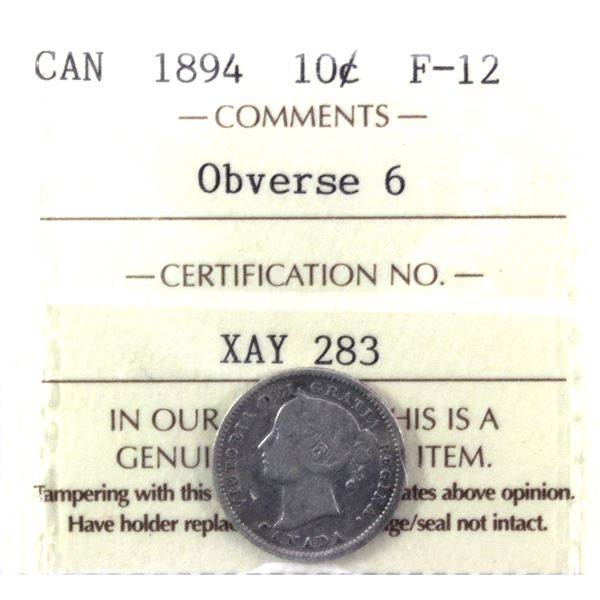 CAN 1894 10¢ F-12
— COMMENTS —
Obverse 6
— CERTIFICATION NO. —
XAY 283
IN OUR HIS IS A
GENUI ITEM.
Tampering with this ates above opinion.
Have holder repla ge/seal not intact.
VICTORIA DEI GRATIA REGINA
CANADA